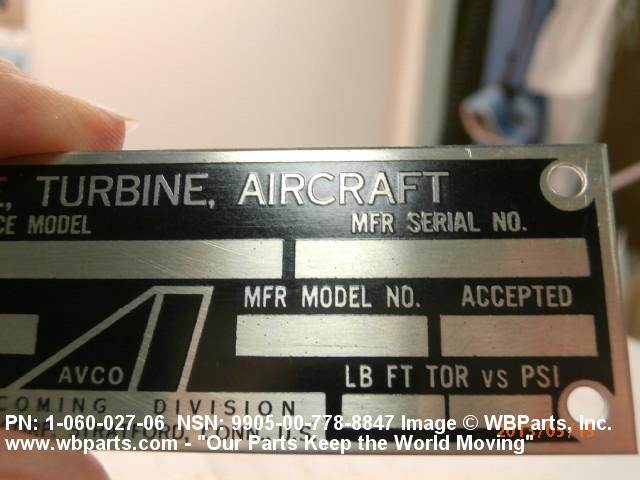 E, TURBINE, AIRCRAFT
CE MODEL MFR SERIAL NO.
MFR MODEL NO. ACCEPTED
AVCO LB FT TOR VS PSI
COMING DIVISION
PN: 1-060-027-06 NSN: 9905-00-778-8847 Image © WBParts, Inc.
CONN. U.S.
www.wbparts.com - "Our Parts Keep the World Moving"